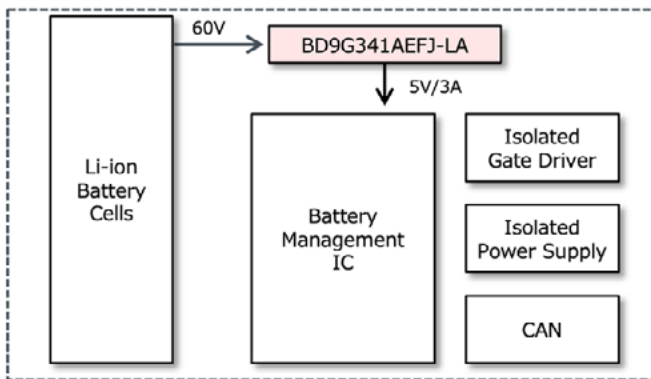 60V
BD9G341AEFJ-LA
5V/3A
Li-ion
Battery
Cells
Battery
Management
IC
Isolated
Gate Driver
Isolated
Power Supply
CAN